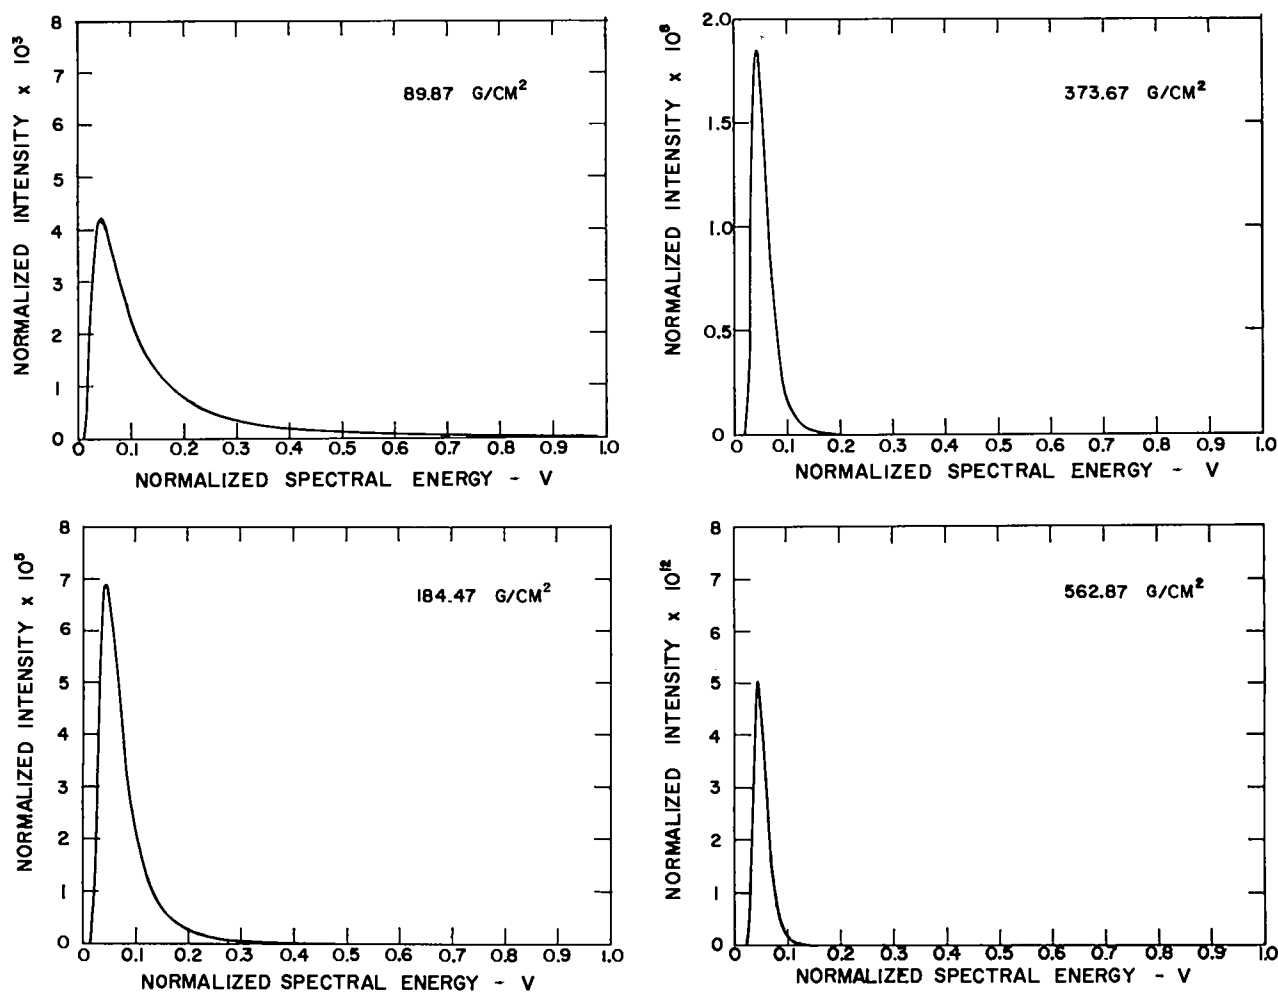 NORMALIZED INTENSITY x 10³
8
7
6
5
4
3
2
1
0
89.87 G/CM²
0 0.1 0.2 0.3 0.4 0.5 0.6 0.7 0.8 0.9 1.0
NORMALIZED SPECTRAL ENERGY - V
NORMALIZED INTENSITY x 10⁸
2.0
1.5
1.0
0.5
0
373.67 G/CM²
0 0.1 0.2 0.3 0.4 0.5 0.6 0.7 0.8 0.9 1.0
NORMALIZED SPECTRAL ENERGY - V
NORMALIZED INTENSITY x 10⁵
8
7
6
5
4
3
2
1
0
184.47 G/CM²
0 0.1 0.2 0.3 0.4 0.5 0.6 0.7 0.8 0.9 1.0
NORMALIZED SPECTRAL ENERGY - V
NORMALIZED INTENSITY x 10¹²
8
7
6
5
4
3
2
1
0
562.87 G/CM²
0 0.1 0.2 0.3 0.4 0.5 0.6 0.7 0.8 0.9 1.0
NORMALIZED SPECTRAL ENERGY - V